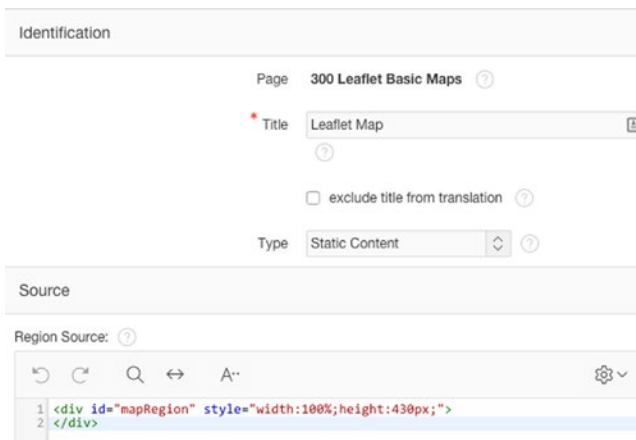 Identification
Page 300 Leaflet Basic Maps ?
* Title Leaflet Map
?
exclude title from translation ?
Type Static Content ?
Source
Region Source: ?
A··
1 <div id="mapRegion" style="width:100%;height:430px;">
2 </div>